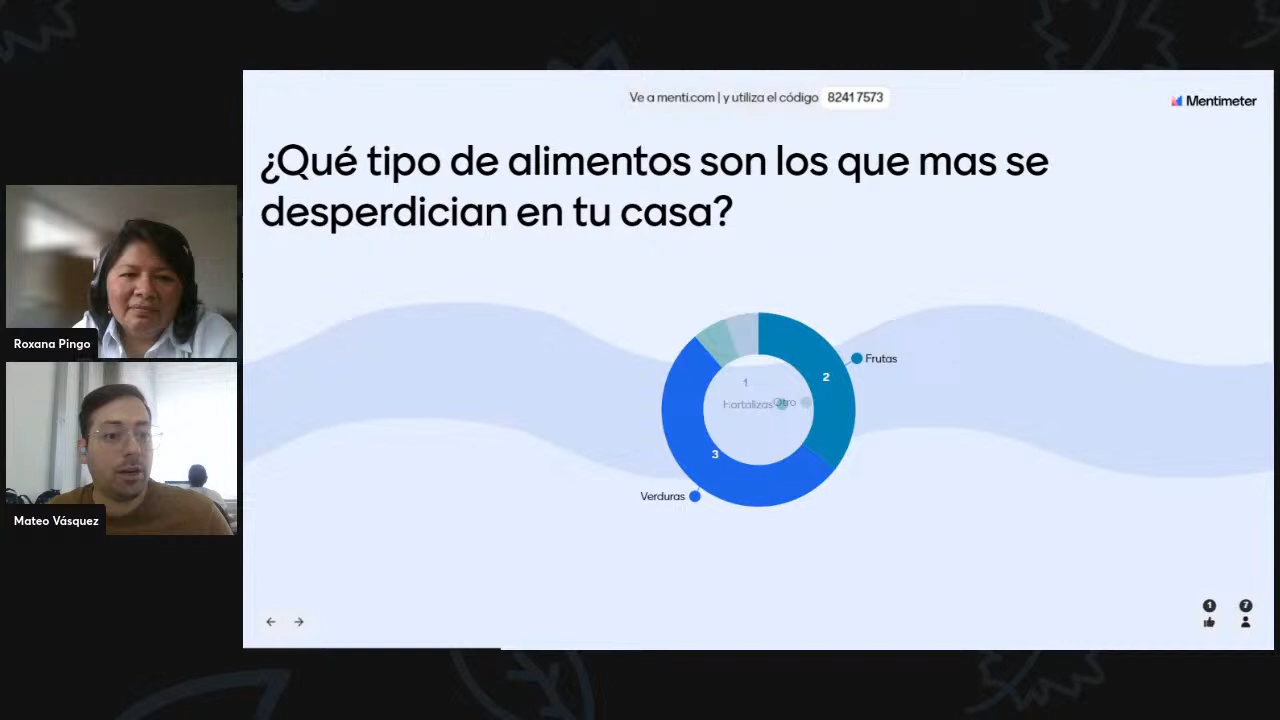 Ve a menti.com | y utiliza el código 8241 7573
Mentimeter
¿Qué tipo de alimentos son los que mas se
desperdician en tu casa?
Roxana Pingo
Mateo Vásquez
Frutas
2
1
Hortalizas
Otro
3
Verduras
1
7